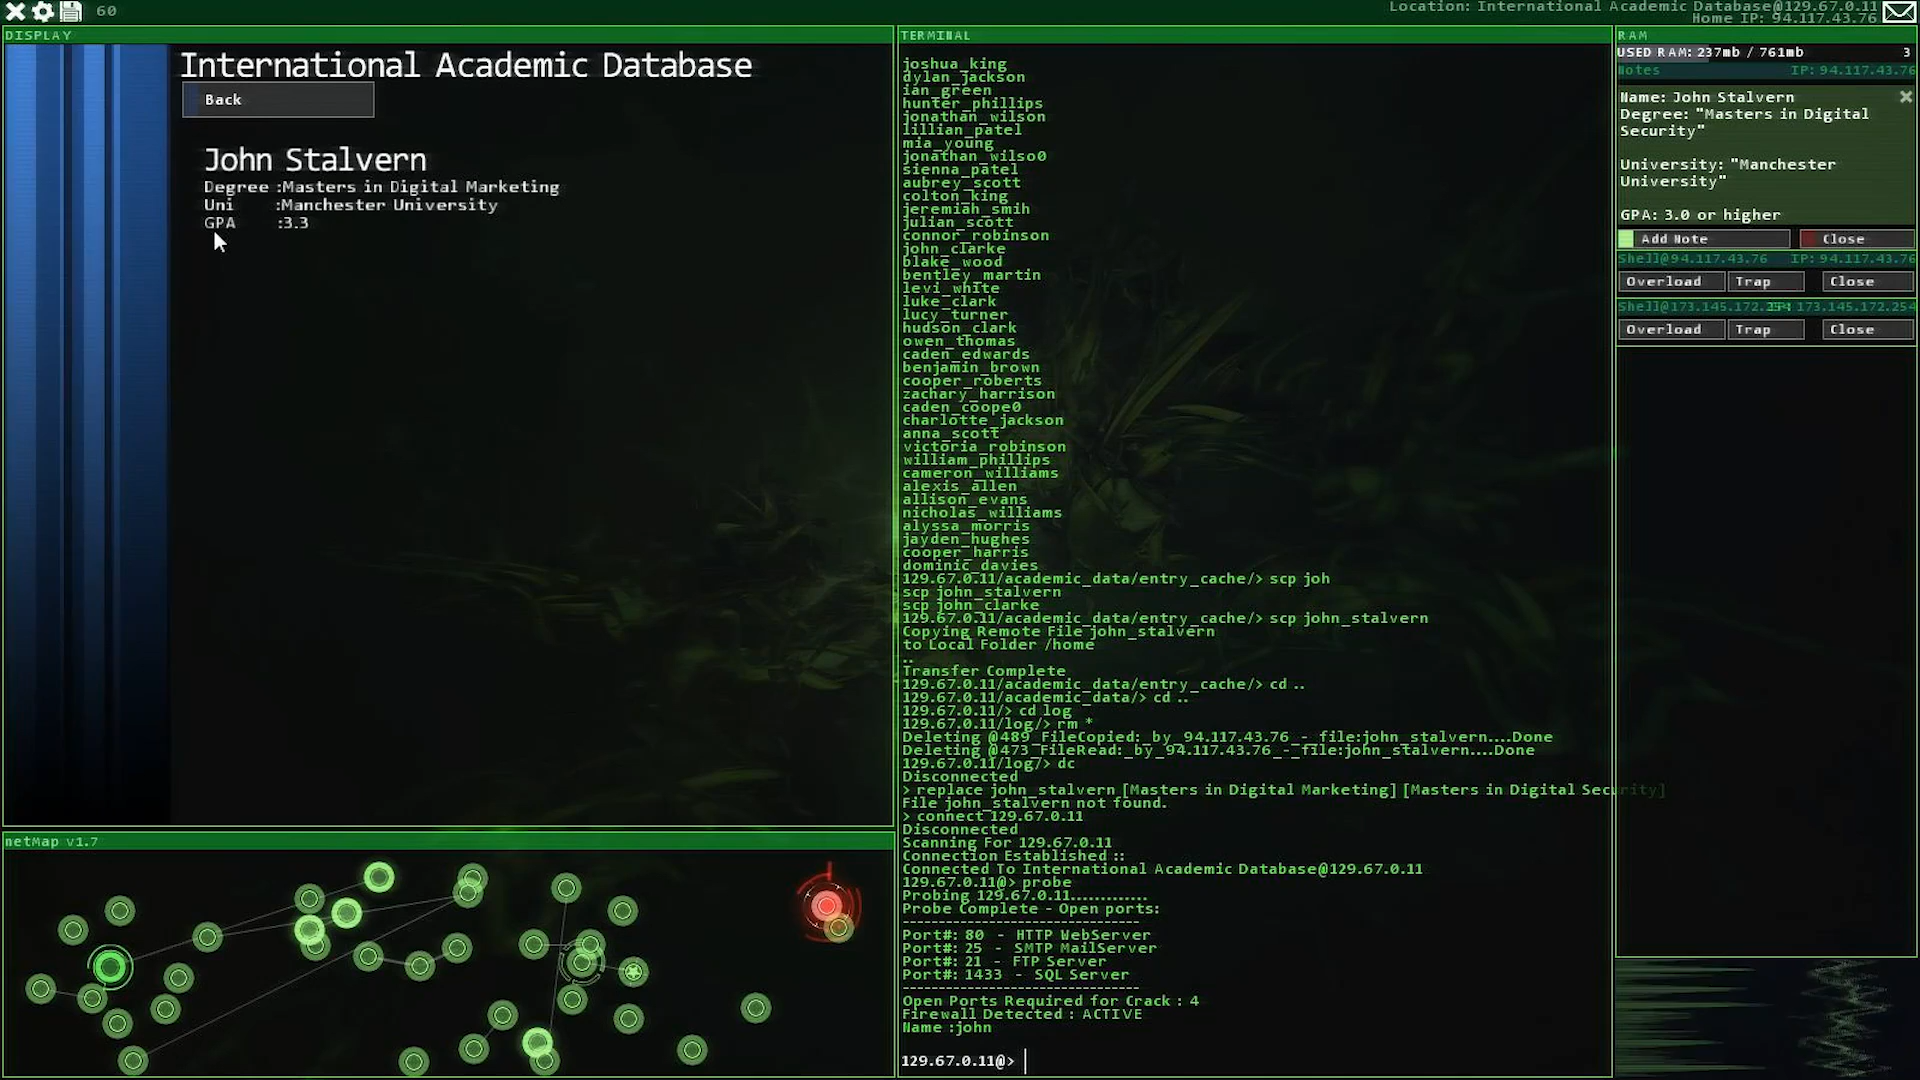 60
Location: International Academic Database@129.67.0.11
Home IP: 94.117.43.76
DISPLAY
International Academic Database
Back
John Stalvern
Degree :Masters in Digital Marketing
Uni :Manchester University
GPA :3.3
netMap v1.7
TERMINAL
joshua_king
dylan_jackson
ian_green
hunter_phillips
jonathan_wilson
lillian_patel
mia_young
jonathan_wilso0
sienna_patel
aubrey_scott
colton_king
jeremiah_smih
julian_scott
connor_robinson
john_clarke
blake_wood
bentley_martin
levi_white
luke_clark
lucy_turner
hudson_clark
owen_thomas
caden_edwards
benjamin_brown
cooper_roberts
zachary_harrison
caden_coope0
charlotte_jackson
anna_scott
victoria_robinson
william_phillips
cameron_williams
alexis_allen
allison_evans
nicholas_williams
alyssa_morris
jayden_hughes
cooper_harris
dominic_davies
129.67.0.11/academic_data/entry_cache/> scp joh
scp john_stalvern
scp john_clarke
129.67.0.11/academic_data/entry_cache/> scp john_stalvern
Copying Remote File john_stalvern
to Local Folder /home
..
Transfer Complete
129.67.0.11/academic_data/entry_cache/> cd ..
129.67.0.11/academic_data/> cd ..
129.67.0.11/> cd log
129.67.0.11/log/> rm *
Deleting @489_FileCopied:_by_94.117.43.76_-_file:john_stalvern....Done
Deleting @473_FileRead:_by_94.117.43.76_-_file:john_stalvern....Done
129.67.0.11/log/> dc
Disconnected
> replace john_stalvern [Masters in Digital Marketing] [Masters in Digital Security]
File john_stalvern not found.
> connect 129.67.0.11
Disconnected
Scanning For 129.67.0.11
Connection Established ::
Connected To International Academic Database@129.67.0.11
129.67.0.11@> probe
Probing 129.67.0.11.............
Probe Complete - Open ports:
---------------------------------
Port#: 80 - HTTP WebServer
Port#: 25 - SMTP MailServer
Port#: 21 - FTP Server
Port#: 1433 - SQL Server
---------------------------------
Open Ports Required for Crack : 4
Firewall Detected : ACTIVE
Name :john
129.67.0.11@>
RAM
USED RAM: 237mb / 761mb 3
Notes IP: 94.117.43.76
Name: John Stalvern
Degree: "Masters in Digital
Security"
University: "Manchester
University"
GPA: 3.0 or higher
Add Note Close
Shell@94.117.43.76 IP: 94.117.43.76
Overload Trap Close
Shell@173.145.172.254 IP: 173.145.172.254
Overload Trap Close